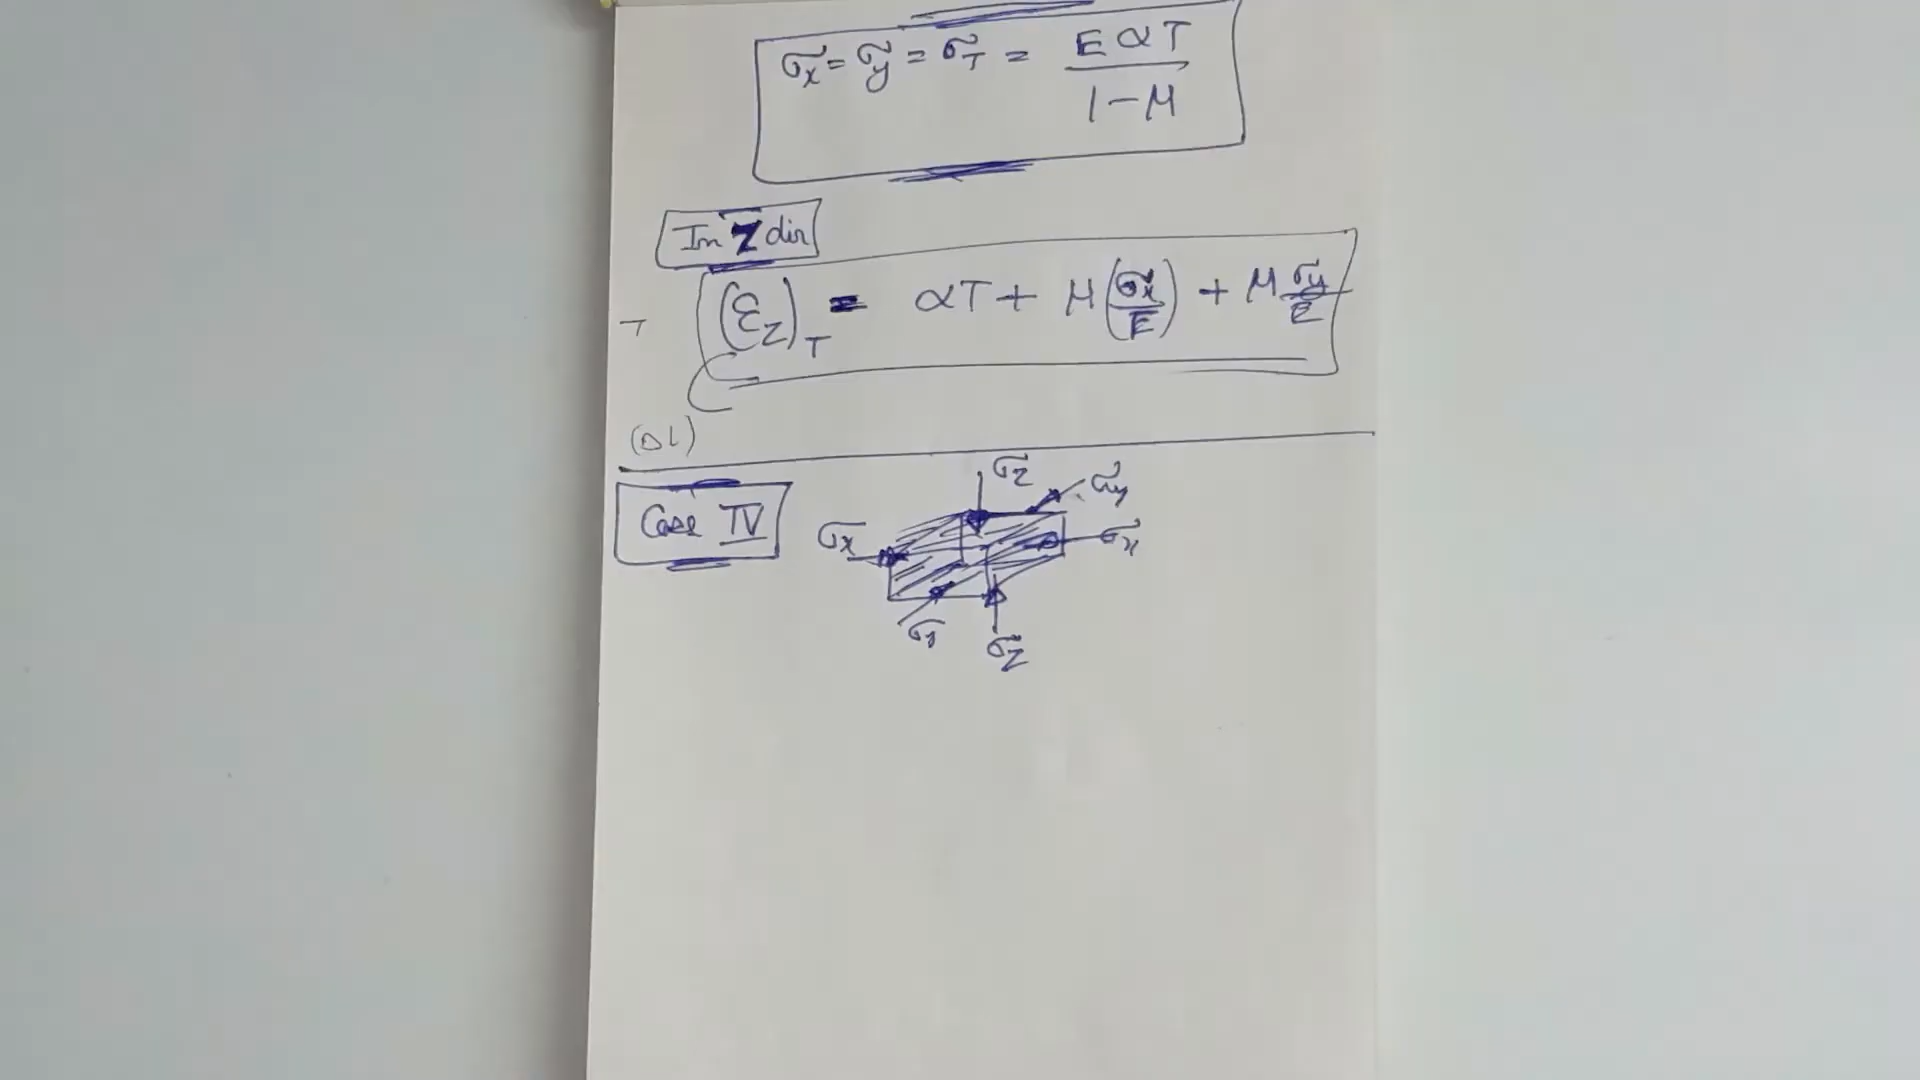 σx = σy = σT = EαT / 1-μ
In Z dir
(εz)T = αT + μ(σx/E) + μ σy/E
(ΔL)
Case IV
σz σy
σx σx
σy σz